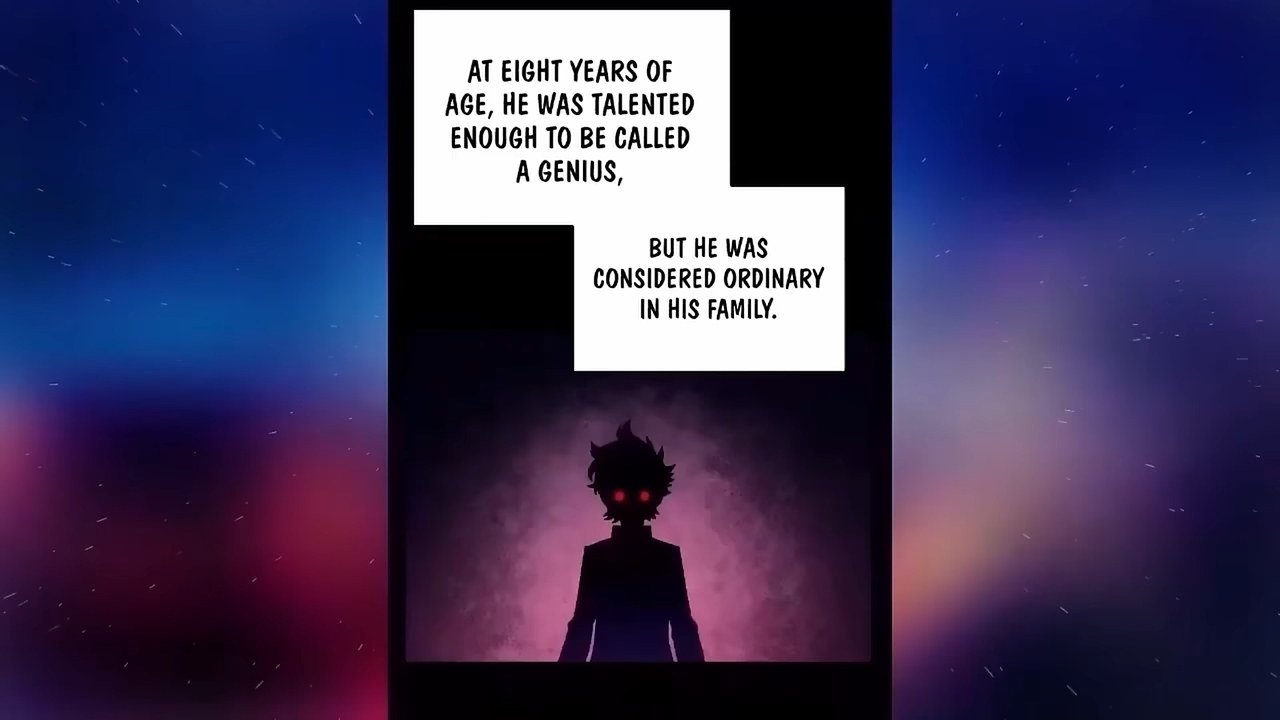 AT EIGHT YEARS OF
AGE, HE WAS TALENTED
ENOUGH TO BE CALLED
A GENIUS,
BUT HE WAS
CONSIDERED ORDINARY
IN HIS FAMILY.